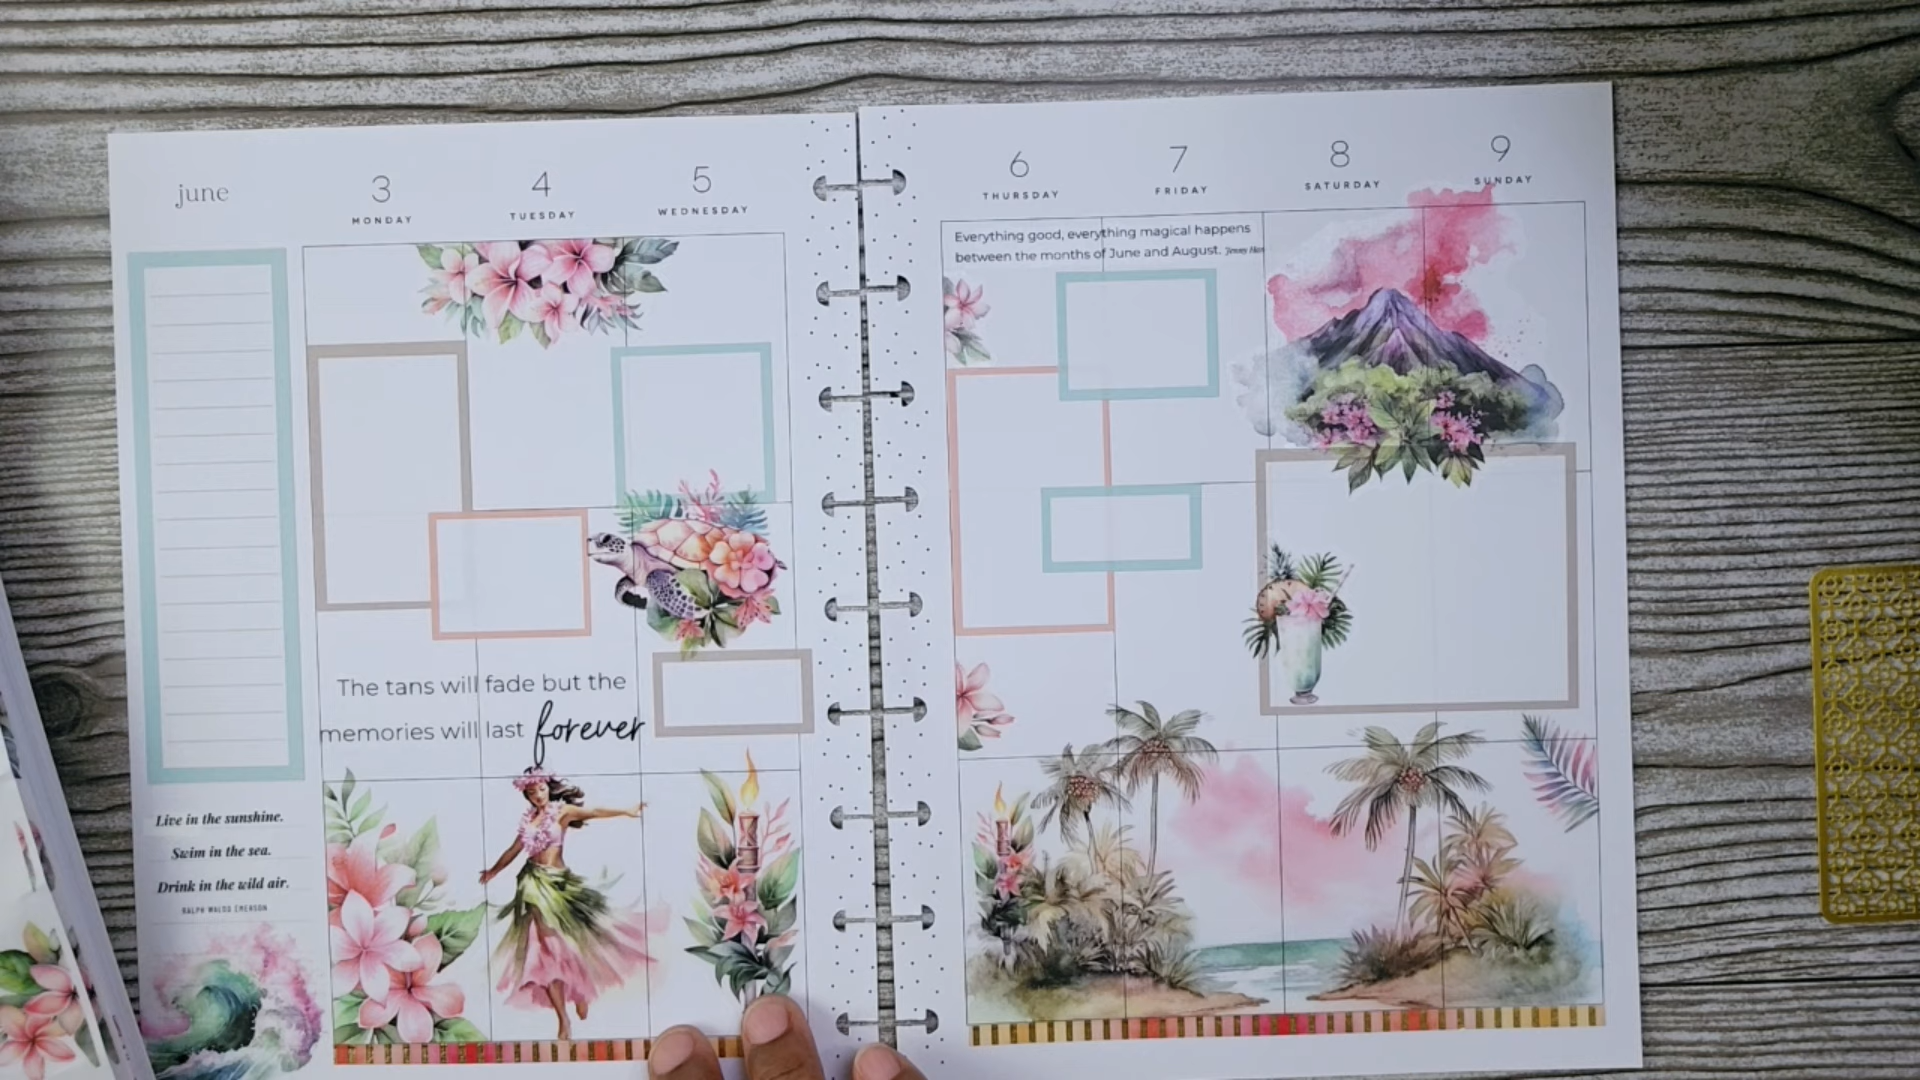 june
3
MONDAY
4
TUESDAY
5
WEDNESDAY
The tans will fade but the
memories will last forever
Live in the sunshine.
Swim in the sea.
Drink in the wild air.
RALPH WALDO EMERSON
6
THURSDAY
7
FRIDAY
8
SATURDAY
9
SUNDAY
Everything good, everything magical happens
between the months of June and August. Jenny Han